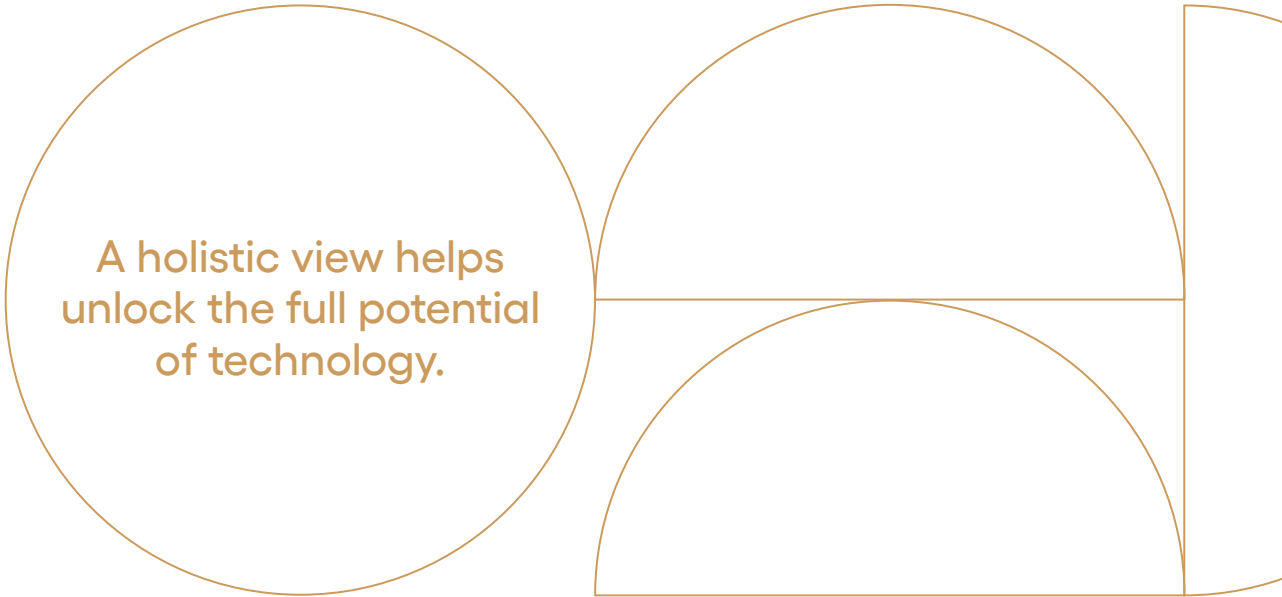 A holistic view helps
unlock the full potential
of technology.